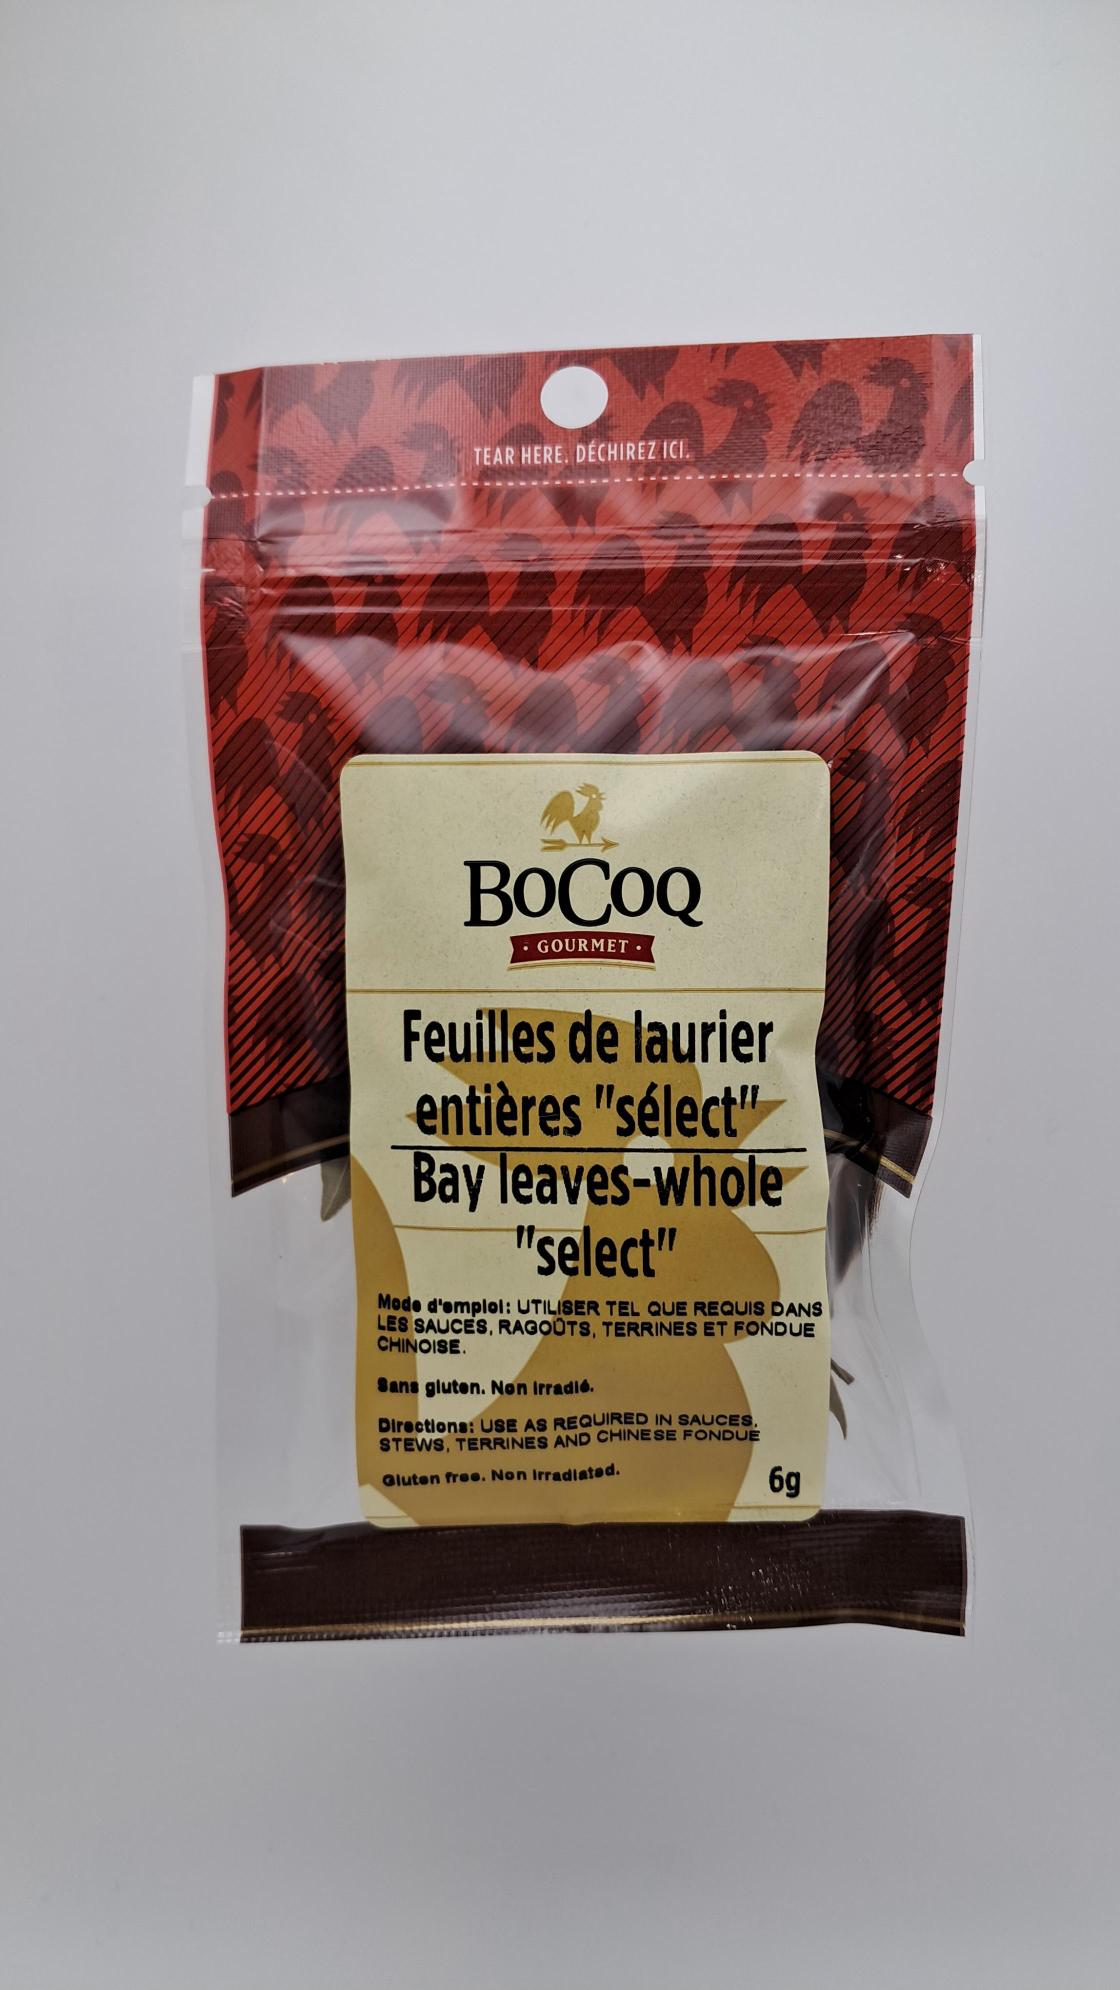 TEAR HERE. DÉCHIREZ ICI.
BOCOQ
• GOURMET •
Feuilles de laurier
entières "sélect"
Bay leaves-whole
"select"
Mode d'emploi: UTILISER TEL QUE REQUIS DANS
LES SAUCES, RAGOÛTS, TERRINES ET FONDUE
CHINOISE.
Sans gluten. Non Irradié.
Directions: USE AS REQUIRED IN SAUCES,
STEWS, TERRINES AND CHINESE FONDUE
Gluten free. Non Irradiated.
6g